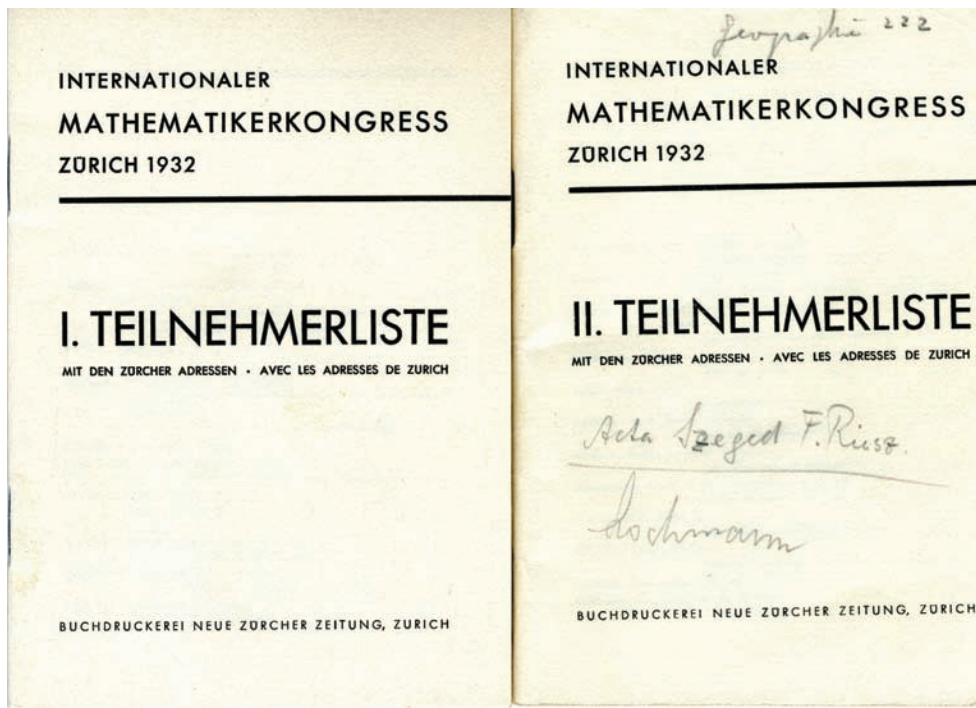 INTERNATIONALER
MATHEMATIKERKONGRESS
ZÜRICH 1932
I. TEILNEHMERLISTE
MIT DEN ZÜRCHER ADRESSEN · AVEC LES ADRESSES DE ZURICH
BUCHDRUCKEREI NEUE ZÜRCHER ZEITUNG, ZÜRICH
Geographie 222
INTERNATIONALER
MATHEMATIKERKONGRESS
ZÜRICH 1932
II. TEILNEHMERLISTE
MIT DEN ZÜRCHER ADRESSEN · AVEC LES ADRESSES DE ZURICH
Acta Szeged F. Riesz.
BUCHDRUCKEREI NEUE ZÜRCHER ZEITUNG, ZÜRICH